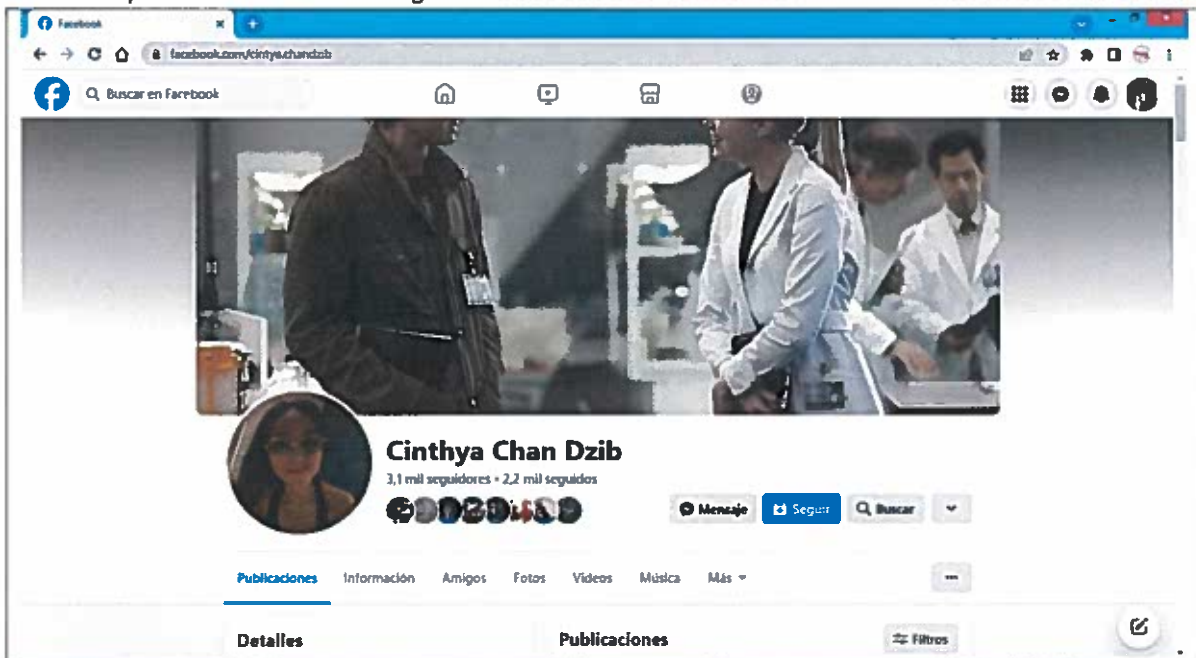 Facebook
facebook.com/cintya.chandzib
Buscar en Facebook
Cinthya Chan Dzib
3,1 mil seguidores • 2,2 mil seguidos
Mensaje
Seguir
Buscar
Publicaciones
Información
Amigos
Fotos
Videos
Música
Más
Detalles
Publicaciones
Filtros